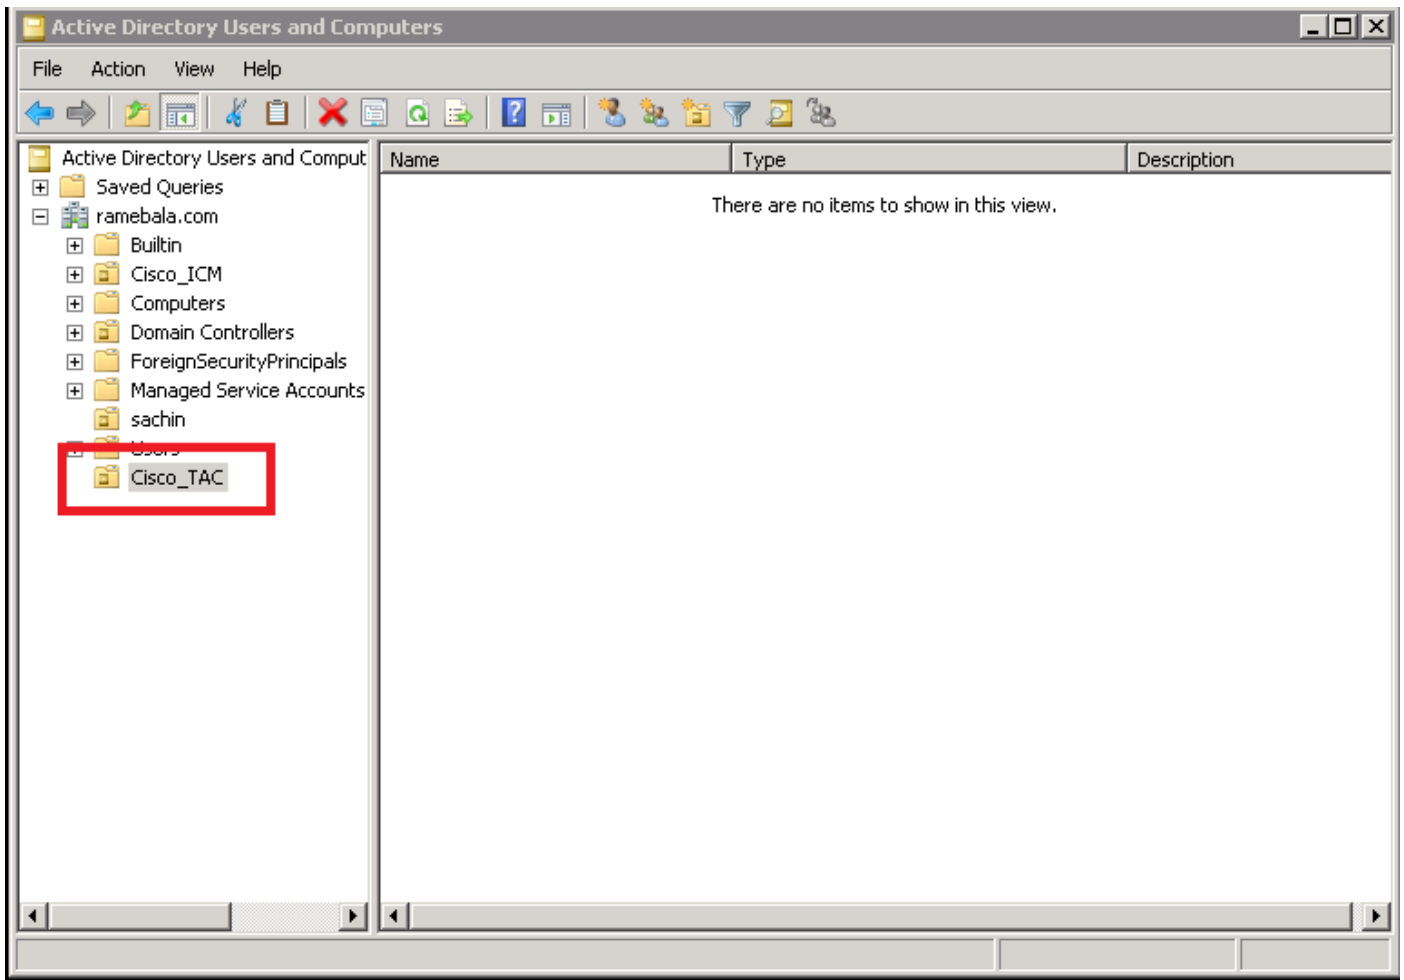 Active Directory Users and Computers
File Action View Help
Active Directory Users and Comput
Name Type Description
Saved Queries
There are no items to show in this view.
ramebala.com
Builtin
Cisco_ICM
Computers
Domain Controllers
ForeignSecurityPrincipals
Managed Service Accounts
sachin
Users
Cisco_TAC